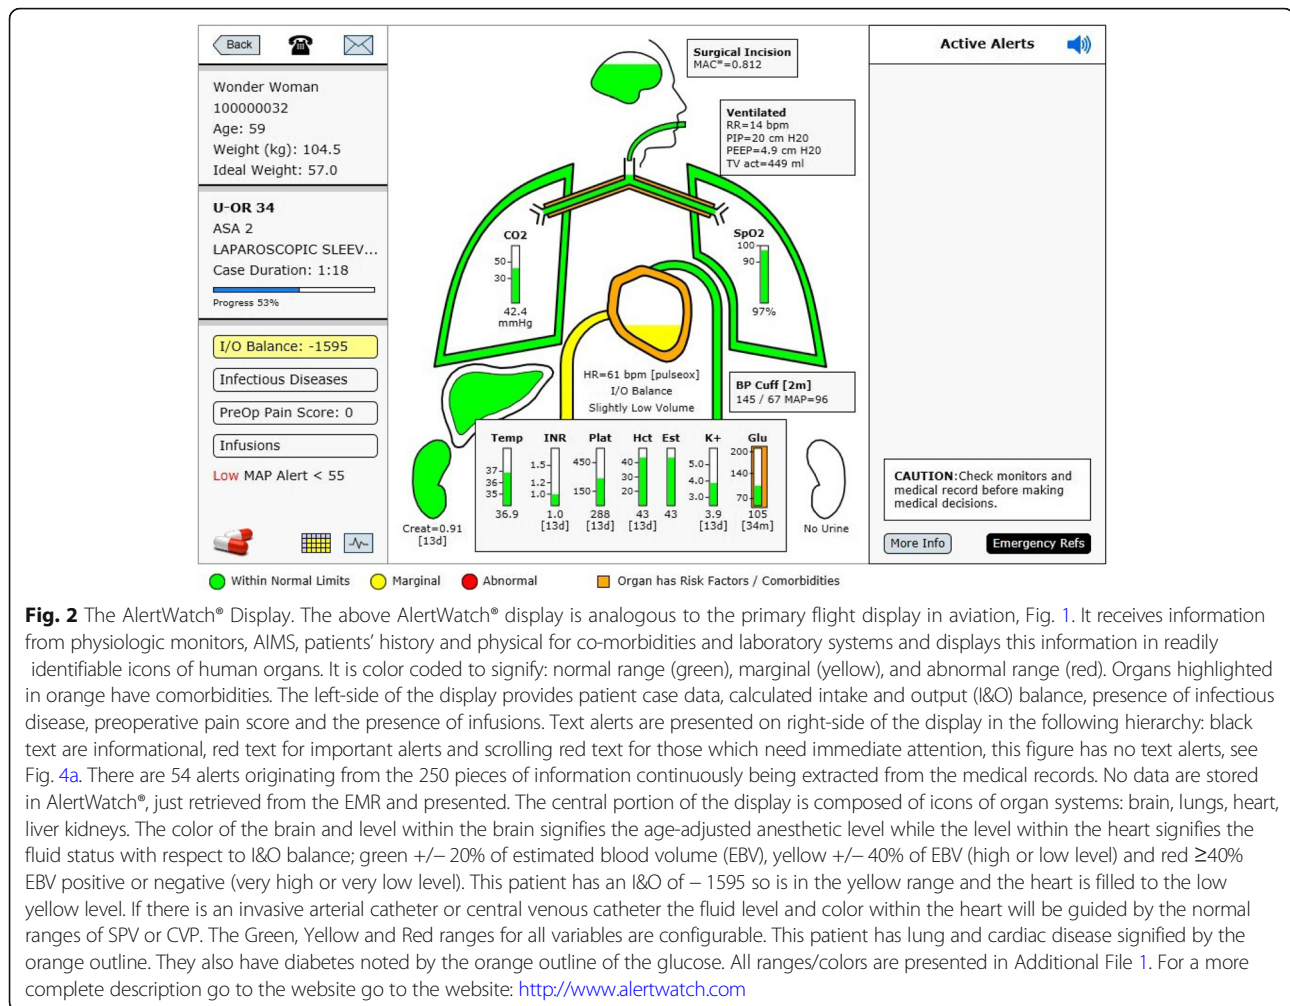 Back
Wonder Woman
100000032
Age: 59
Weight (kg): 104.5
Ideal Weight: 57.0
U-OR 34
ASA 2
LAPAROSCOPIC SLEEV...
Case Duration: 1:18
Progress 53%
I/O Balance: -1595
Infectious Diseases
PreOp Pain Score: 0
Infusions
Low MAP Alert < 55
Surgical Incision
MAC*=0.812
Ventilated
RR=14 bpm
PIP=20 cm H20
PEEP=4.9 cm H20
TV act=449 ml
CO2
50
30
42.4
mmHg
SpO2
100
90
97%
HR=61 bpm [pulseox]
I/O Balance
Slightly Low Volume
BP Cuff [2m]
145 / 67 MAP=96
Temp INR Plat Hct Est K+ Glu
37
36
35
1.5
1.2
1.0
450
150
40
30
20
5.0
4.0
3.0
200
140
70
36.9 1.0 288 43 43 3.9 105
[13d] [13d] [13d] [13d] [34m]
Creat=0.91
[13d]
No Urine
Active Alerts
CAUTION:Check monitors and
medical record before making
medical decisions.
More Info
Emergency Refs
Within Normal Limits Marginal Abnormal Organ has Risk Factors / Comorbidities
Fig. 2 The AlertWatch® Display. The above AlertWatch® display is analogous to the primary flight display in aviation, Fig. 1. It receives information
from physiologic monitors, AIMS, patients' history and physical for co-morbidities and laboratory systems and displays this information in readily
identifiable icons of human organs. It is color coded to signify: normal range (green), marginal (yellow), and abnormal range (red). Organs highlighted
in orange have comorbidities. The left-side of the display provides patient case data, calculated intake and output (I&O) balance, presence of infectious
disease, preoperative pain score and the presence of infusions. Text alerts are presented on right-side of the display in the following hierarchy: black
text are informational, red text for important alerts and scrolling red text for those which need immediate attention, this figure has no text alerts, see
Fig. 4a. There are 54 alerts originating from the 250 pieces of information continuously being extracted from the medical records. No data are stored
in AlertWatch®, just retrieved from the EMR and presented. The central portion of the display is composed of icons of organ systems: brain, lungs, heart,
liver kidneys. The color of the brain and level within the brain signifies the age-adjusted anesthetic level while the level within the heart signifies the
fluid status with respect to I&O balance; green +/− 20% of estimated blood volume (EBV), yellow +/− 40% of EBV (high or low level) and red ≥40%
EBV positive or negative (very high or very low level). This patient has an I&O of − 1595 so is in the yellow range and the heart is filled to the low
yellow level. If there is an invasive arterial catheter or central venous catheter the fluid level and color within the heart will be guided by the normal
ranges of SPV or CVP. The Green, Yellow and Red ranges for all variables are configurable. This patient has lung and cardiac disease signified by the
orange outline. They also have diabetes noted by the orange outline of the glucose. All ranges/colors are presented in Additional File 1. For a more
complete description go to the website go to the website: http://www.alertwatch.com